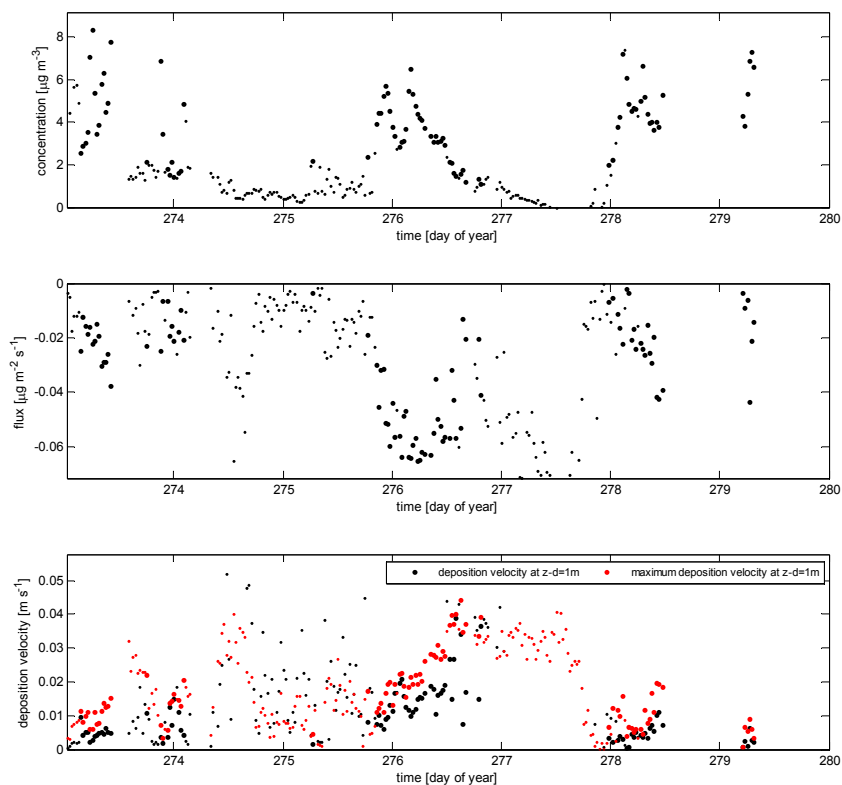 concentration [μg m-3]
8
6
4
2
0
274 275 276 277 278 279 280
time [day of year]
flux [μg m-2 s-1]
0
-0.02
-0.04
-0.06
274 275 276 277 278 279 280
time [day of year]
deposition velocity [m s-1]
0.05
0.04
0.03
0.02
0.01
0
deposition velocity at z-d=1m maximum deposition velocity at z-d=1m
274 275 276 277 278 279 280
time [day of year]